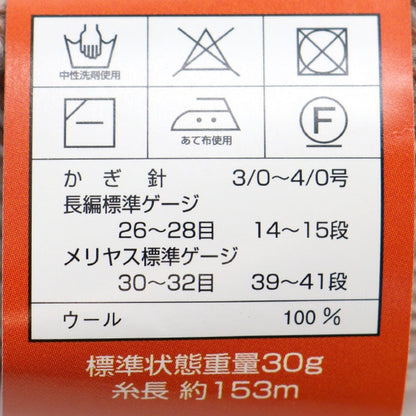 中性洗剤使用
あて布使用
F
かぎ針 3/0～4/0号
長編標準ゲージ
26～28目 14～15段
メリヤス標準ゲージ
30～32目 39～41段
ウール 100％
標準状態重量30g
糸長 約153m